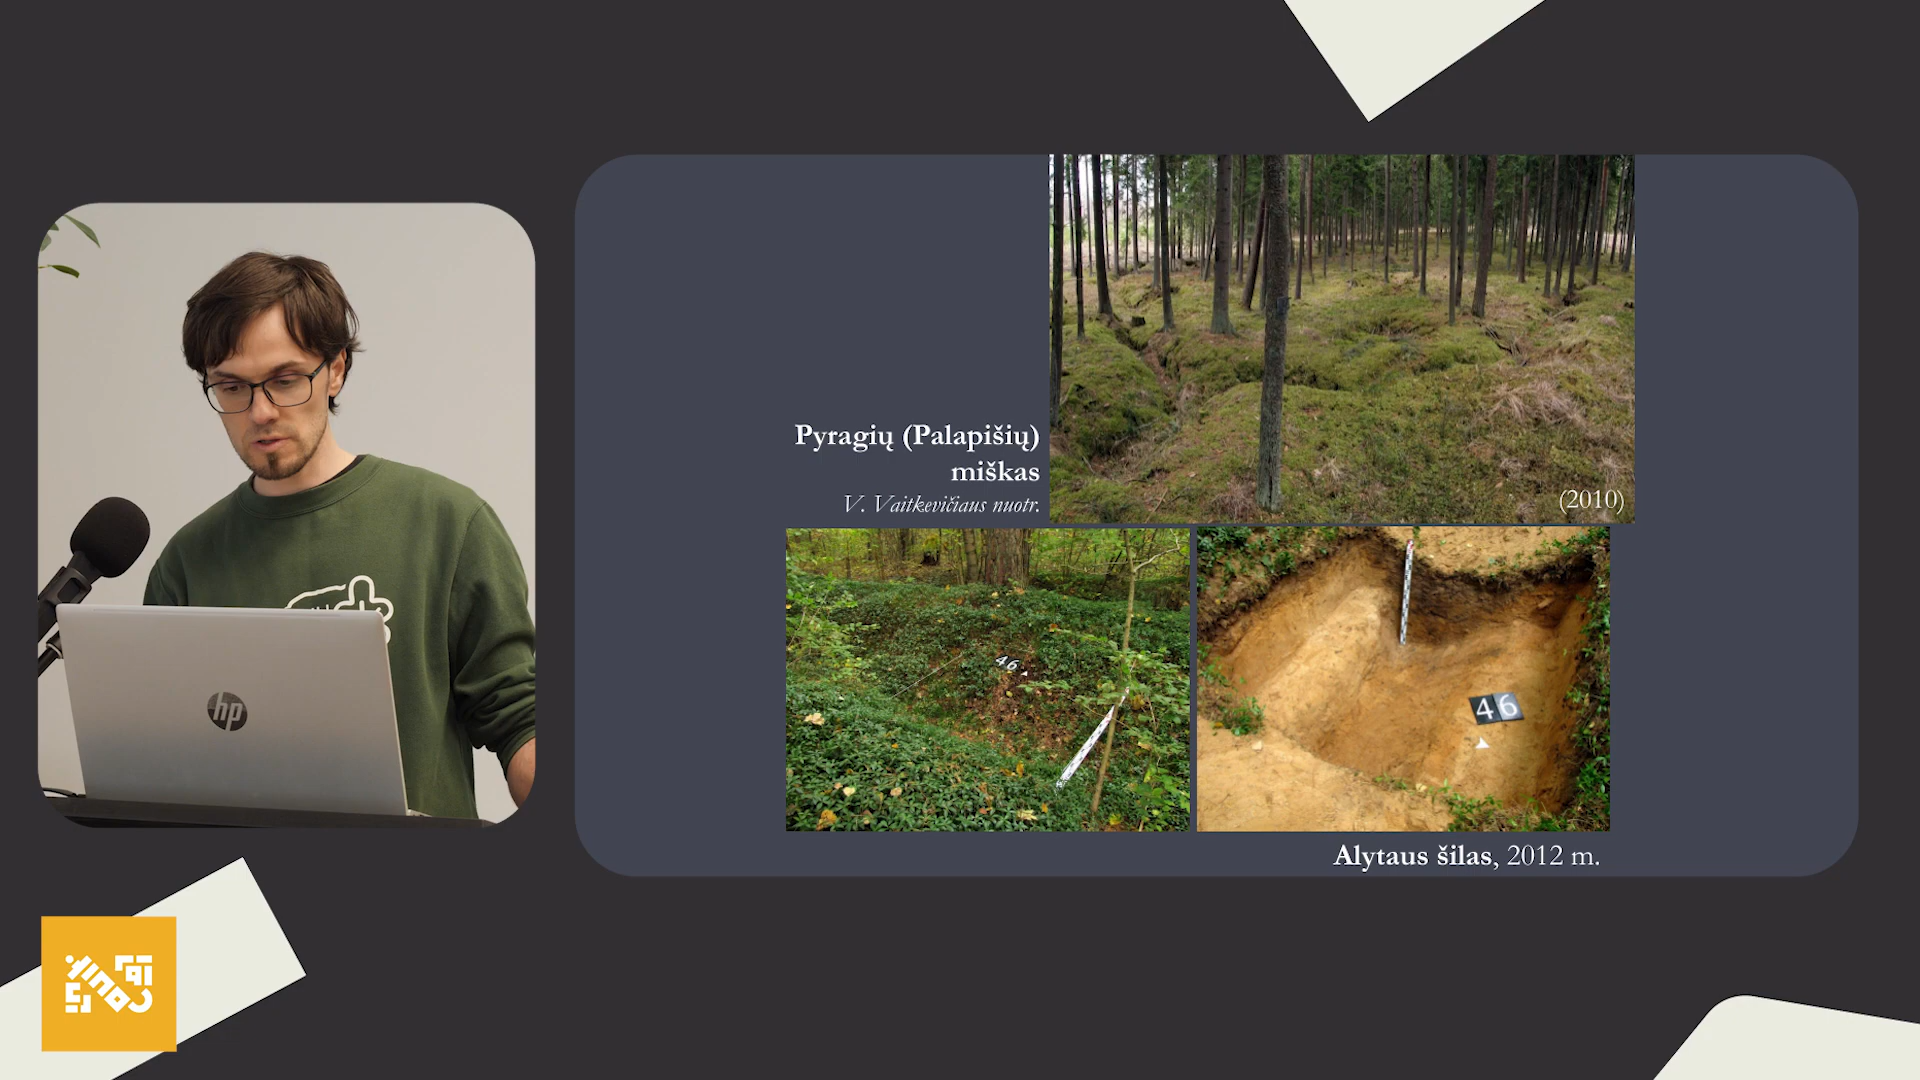 Pyragių (Palapišių)
miškas
V. Vaitkevičiaus nuotr.
(2010)
46
46
Alytaus šilas, 2012 m.
hp